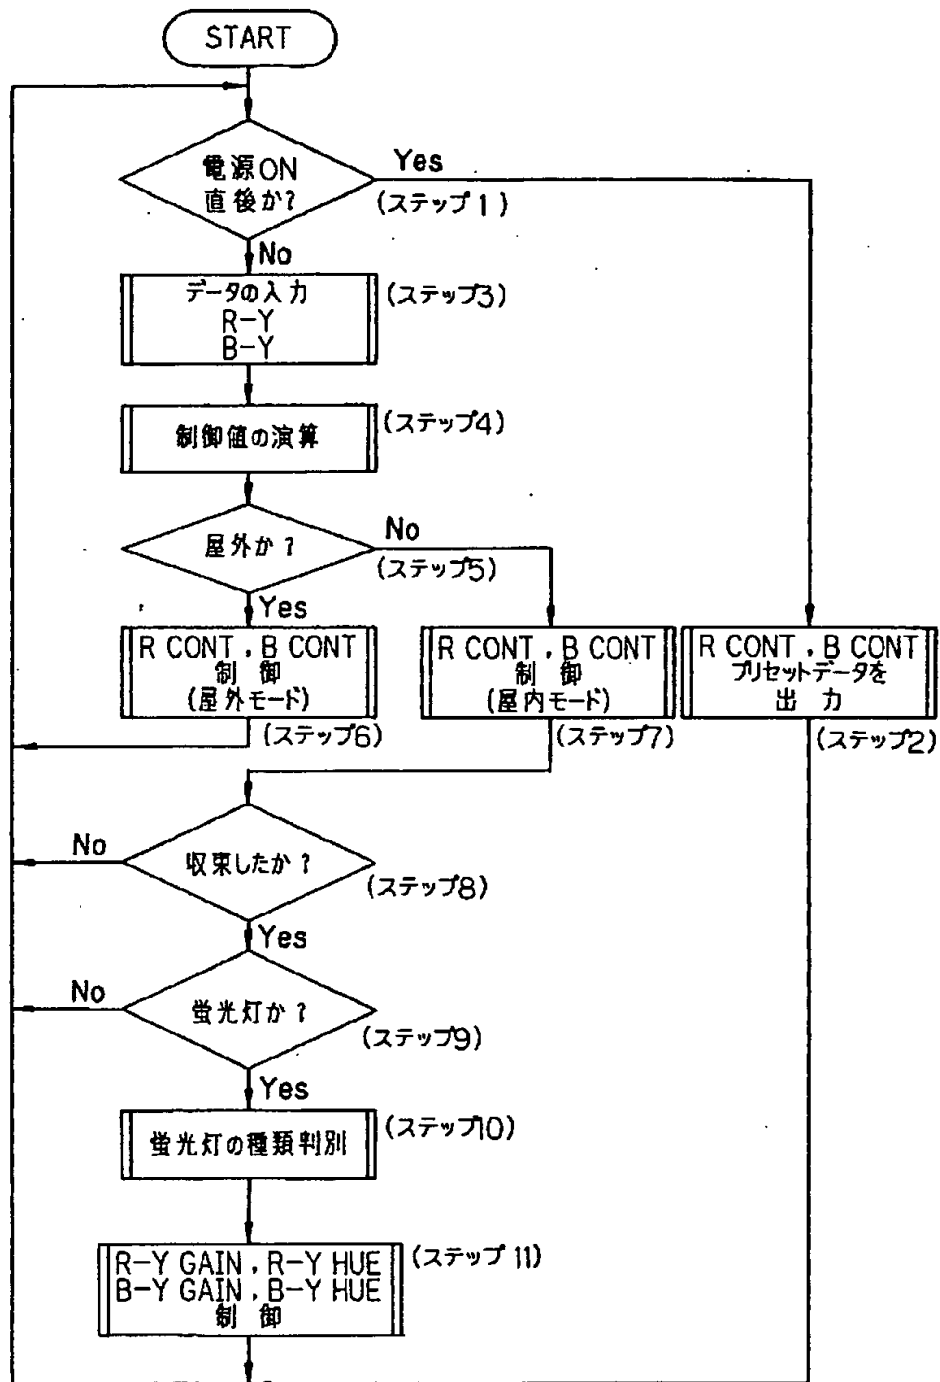 START
電源ON
直後か?
Yes
(ステップ1)
No
データの入力
R-Y
B-Y
(ステップ3)
制御値の演算
(ステップ4)
屋外か?
No
(ステップ5)
Yes
R CONT, B CONT
制御
(屋外モード)
(ステップ6)
R CONT, B CONT
制御
(屋内モード)
(ステップ7)
R CONT, B CONT
プリセットデータを
出力
(ステップ2)
収束したか?
No
(ステップ8)
Yes
蛍光灯か?
No
(ステップ9)
Yes
蛍光灯の種類判別
(ステップ10)
R-Y GAIN, R-Y HUE
B-Y GAIN, B-Y HUE
制御
(ステップ11)